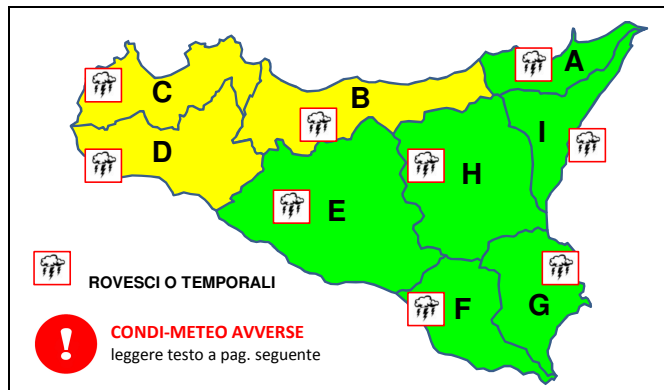 A
B
C
I
D
H
E
F
G
ROVESCI O TEMPORALI
!
CONDI-METEO AVVERSE
leggere testo a pag. seguente